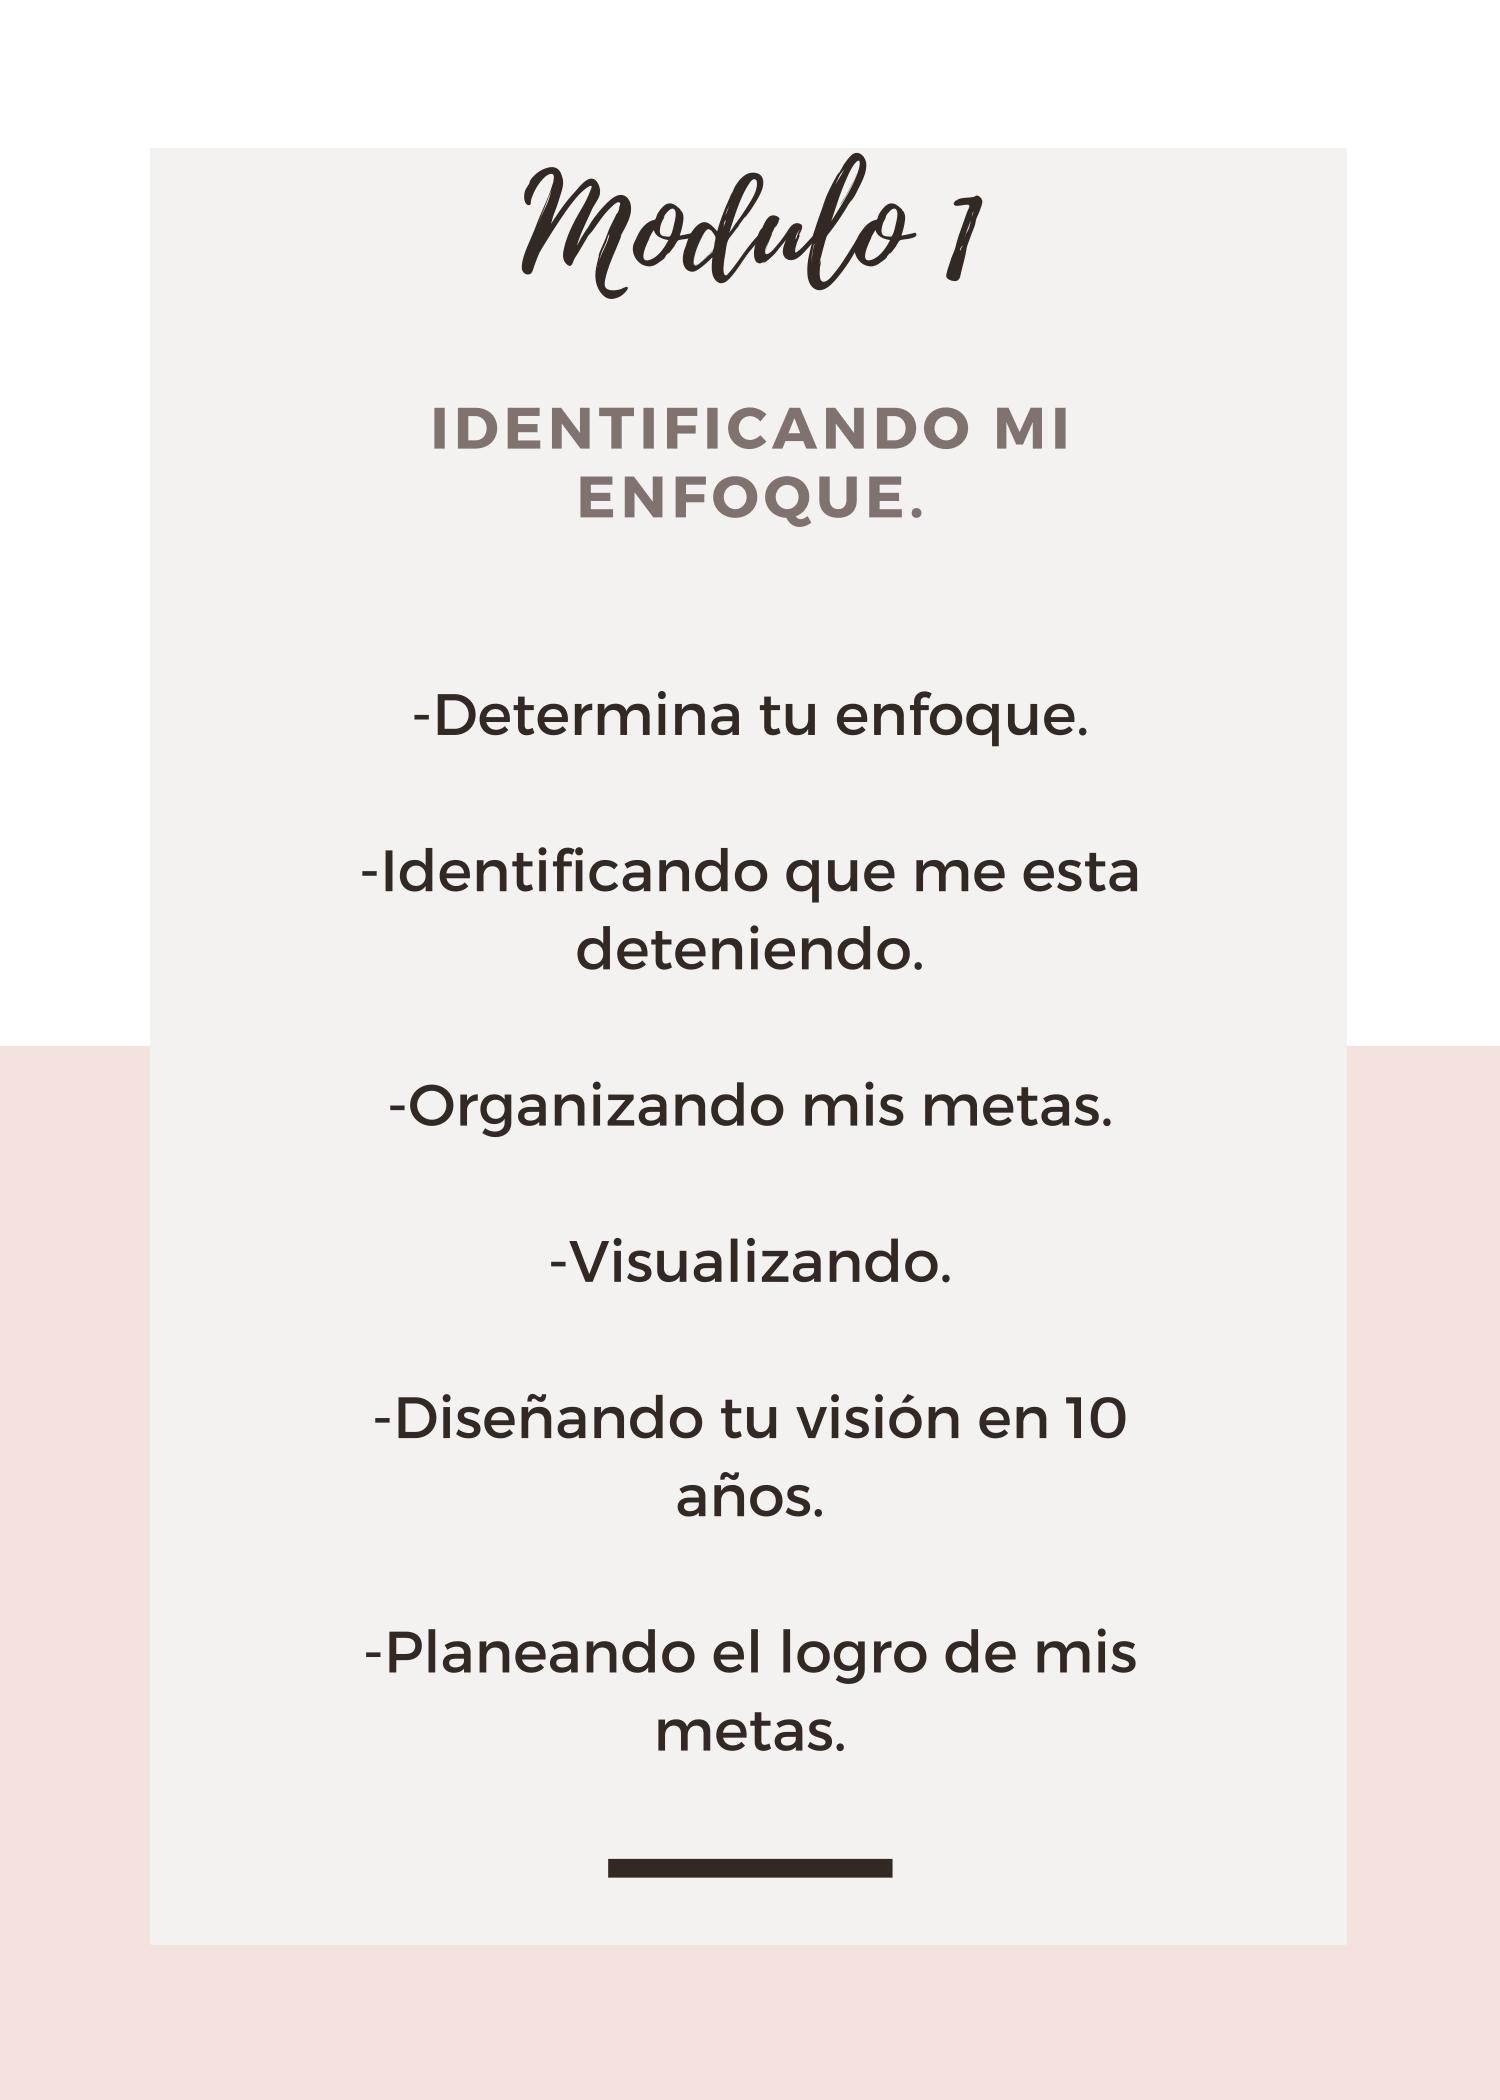 Modulo 1
IDENTIFICANDO MI
ENFOQUE.
-Determina tu enfoque.
-Identificando que me esta
deteniendo.
-Organizando mis metas.
-Visualizando.
-Diseñando tu visión en 10
años.
-Planeando el logro de mis
metas.